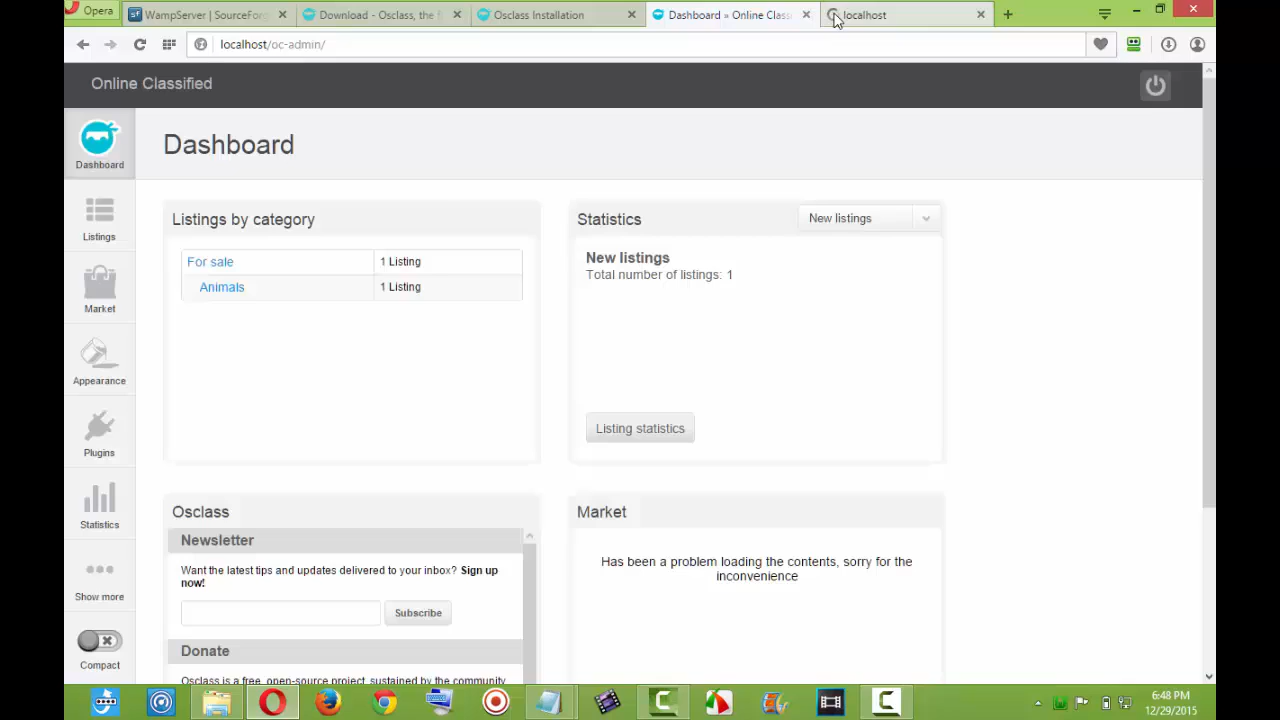 Opera
WampServer | SourceForg
Download - Osclass, the f
Osclass Installation
Dashboard » Online Class
localhost
localhost/oc-admin/
Online Classified
Dashboard
Listings
Market
Appearance
Plugins
Statistics
Show more
Compact
Dashboard
Listings by category
For sale 1 Listing
Animals 1 Listing
Statistics
New listings
New listings
Total number of listings: 1
Listing statistics
Osclass
Newsletter
Want the latest tips and updates delivered to your inbox? Sign up
now!
Subscribe
Donate
Osclass is a free, open-source project, sustained by the community
Market
Has been a problem loading the contents, sorry for the
inconvenience
6:48 PM
12/29/2015